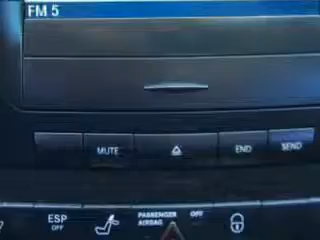 FM 5
MUTE END SEND
ESP
OFF
PASSENGER
AIRBAG OFF